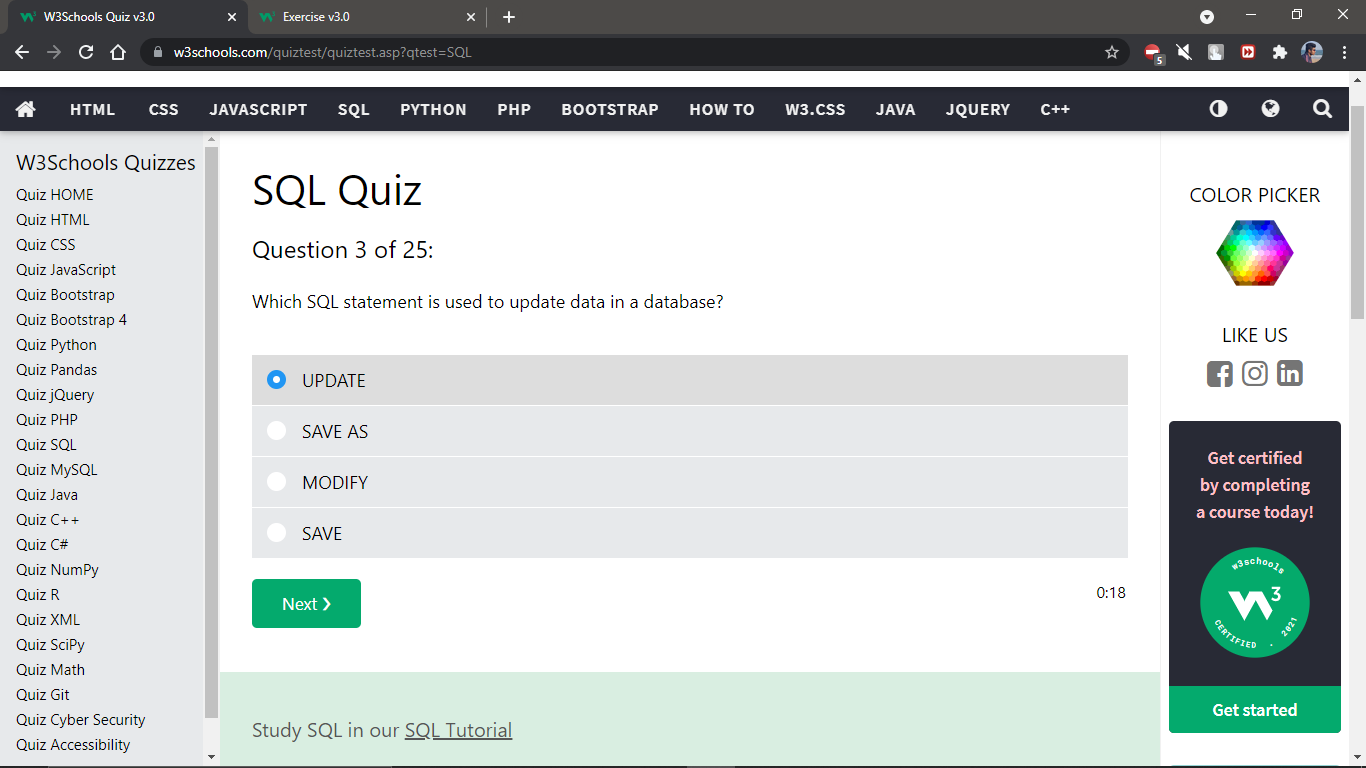 W3Schools Quiz v3.0
Exercise v3.0
w3schools.com/quiztest/quiztest.asp?qtest=SQL
5
HTML CSS JAVASCRIPT SQL PYTHON PHP BOOTSTRAP HOW TO W3.CSS JAVA JQUERY C++
W3Schools Quizzes
Quiz HOME
Quiz HTML
Quiz CSS
Quiz JavaScript
Quiz Bootstrap
Quiz Bootstrap 4
Quiz Python
Quiz Pandas
Quiz jQuery
Quiz PHP
Quiz SQL
Quiz MySQL
Quiz Java
Quiz C++
Quiz C#
Quiz NumPy
Quiz R
Quiz XML
Quiz SciPy
Quiz Math
Quiz Git
Quiz Cyber Security
Quiz Accessibility
SQL Quiz
Question 3 of 25:
Which SQL statement is used to update data in a database?
UPDATE
SAVE AS
MODIFY
SAVE
Next ❯
0:18
Study SQL in our SQL Tutorial
COLOR PICKER
LIKE US
Get certified
by completing
a course today!
w3schools
W3
CERTIFIED . 2021
Get started